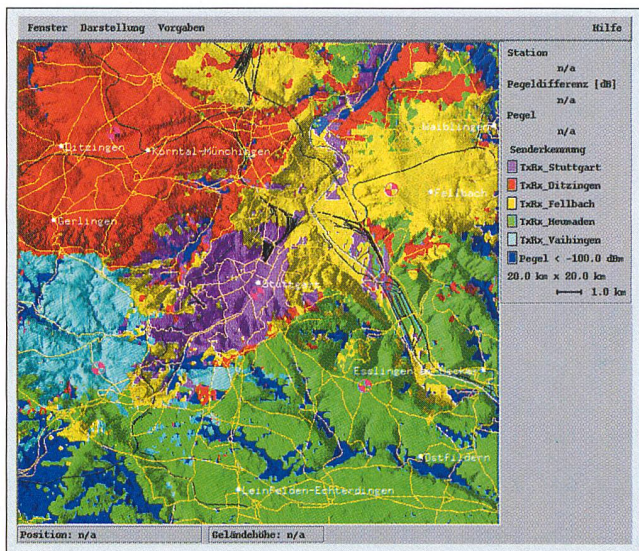 Fenster Darstellung Vorgaben Hilfe
Station
n/a
Pegeldifferenz [dB]
n/a
Pegel
n/a
Senderkennung
TxRx_Stuttgart
TxRx_Ditzingen
TxRx_Fellbach
TxRx_Heumaden
TxRx_Vaihingen
Pegel < -100.0 dBm
20.0 km x 20.0 km
1.0 km
Waiblingen
Ditzingen
Korntal-Münchingen
Fellbach
Gerlingen
Stuttgart
Esslingen
Ostfildern
Leinfelden-Echterdingen
Position: n/a Geländehöhe: n/a